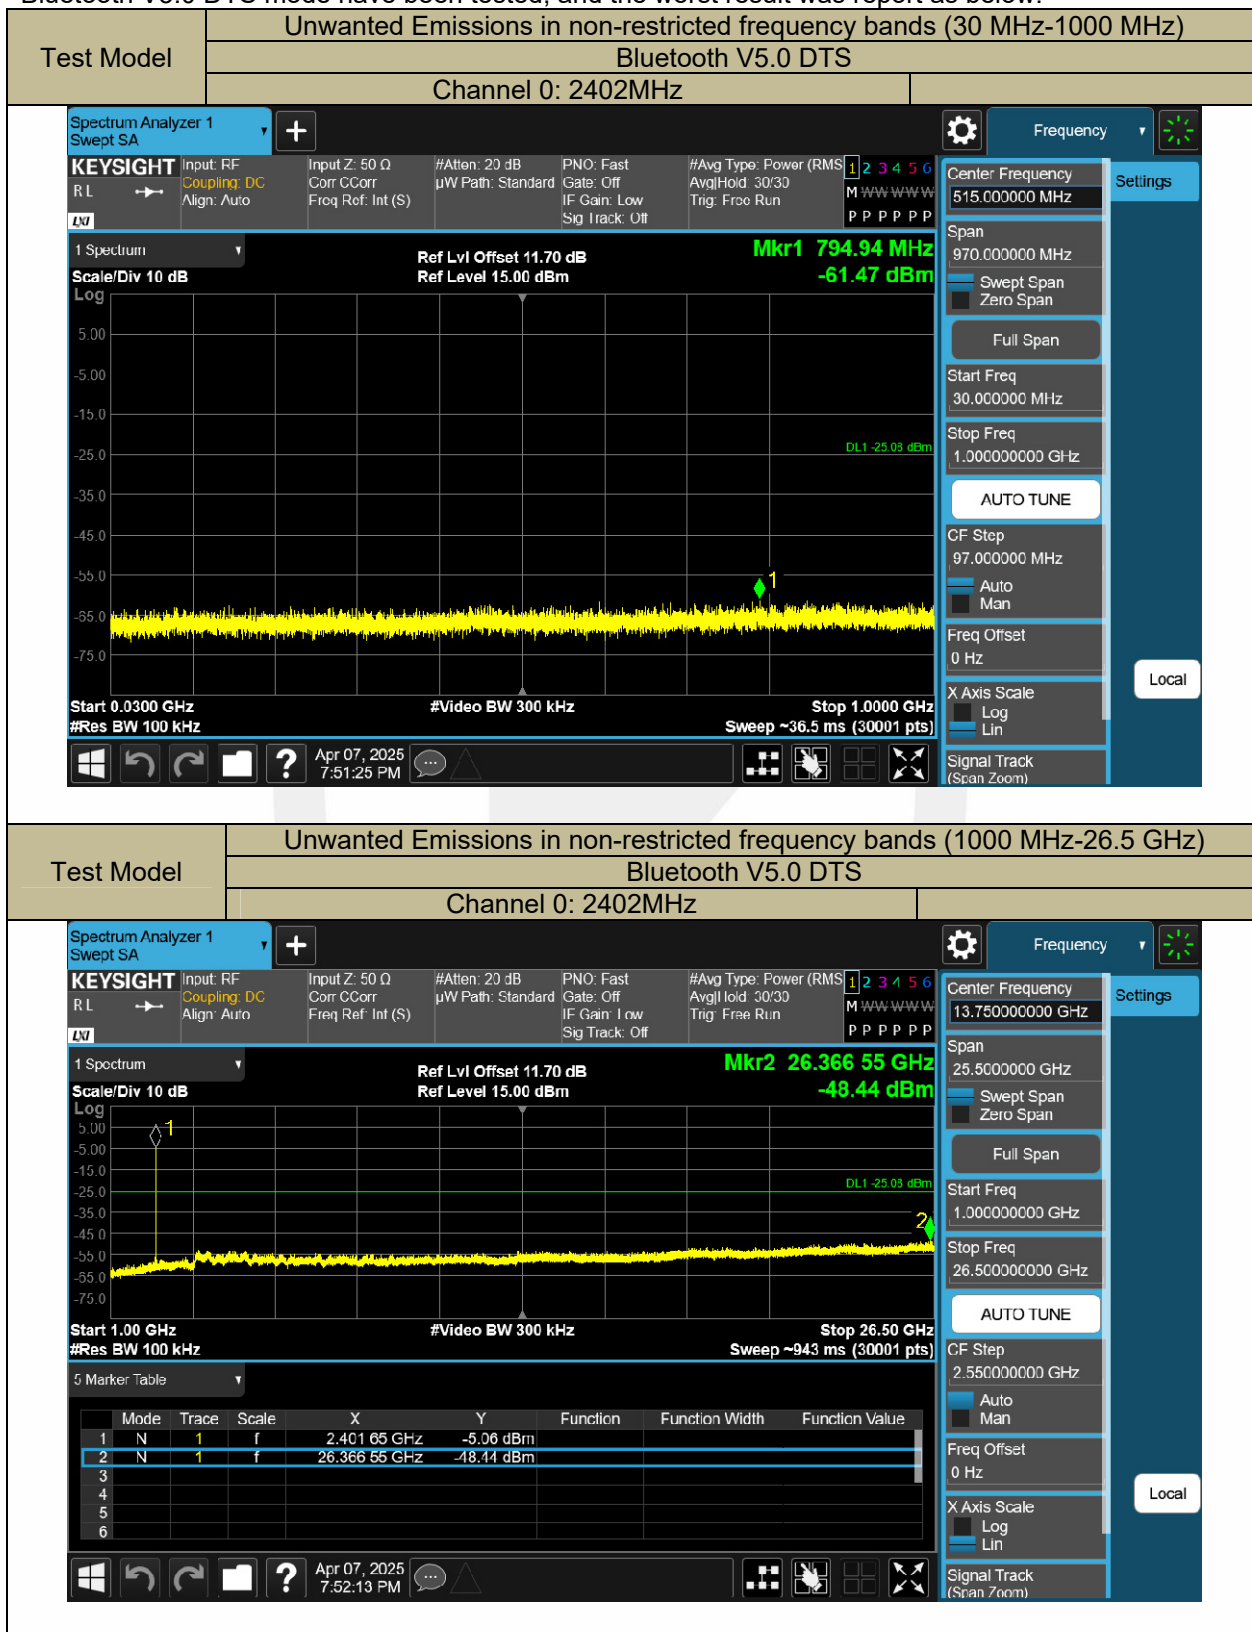 Bluetooth V5.0 DTS mode have been tested, and the worst result was report as below:
Test Model
Unwanted Emissions in non-restricted frequency bands (30 MHz-1000 MHz)
Bluetooth V5.0 DTS
Channel 0: 2402MHz
Spectrum Analyzer 1
Swept SA
Frequency
KEYSIGHT
R L
LXI
Input: RF
Coupling: DC
Align: Auto
Input Z: 50 Ω
Corr CCorr
Freq Ref: Int (S)
#Atten: 20 dB
µW Path: Standard
PNO: Fast
Gate: Off
IF Gain: Low
Sig Track: Off
#Avg Type: Power (RMS
Avg|Hold: 30/30
Trig: Free Run
1 2 3 4 5 6
M W W W W W
P P P P P P
1 Spectrum
Scale/Div 10 dB
Ref Lvl Offset 11.70 dB
Ref Level 15.00 dBm
Mkr1 794.94 MHz
-61.47 dBm
Log
5.00
-5.00
-15.0
DL1 -25.06 dBm
-25.0
-35.0
-45.0
-55.0
1
-65.0
-75.0
Start 0.0300 GHz
#Res BW 100 kHz
#Video BW 300 kHz
Stop 1.0000 GHz
Sweep ~36.5 ms (30001 pts)
Apr 07, 2025
7:51:25 PM
Center Frequency
515.000000 MHz
Settings
Span
970.000000 MHz
Swept Span
Zero Span
Full Span
Start Freq
30.000000 MHz
Stop Freq
1.000000000 GHz
AUTO TUNE
CF Step
97.000000 MHz
Auto
Man
Freq Offset
0 Hz
Local
X Axis Scale
Log
Lin
Signal Track
(Span Zoom)
Test Model
Unwanted Emissions in non-restricted frequency bands (1000 MHz-26.5 GHz)
Bluetooth V5.0 DTS
Channel 0: 2402MHz
Spectrum Analyzer 1
Swept SA
Frequency
KEYSIGHT
R L
LXI
Input: RF
Coupling: DC
Align: Auto
Input Z: 50 Ω
Corr CCorr
Freq Ref: Int (S)
#Atten: 20 dB
µW Path: Standard
PNO: Fast
Gate: Off
IF Gain: Low
Sig Track: Off
#Avg Type: Power (RMS
Avg|Hold: 30/30
Trig: Free Run
1 2 3 4 5 6
M W W W W W
P P P P P P
1 Spectrum
Scale/Div 10 dB
Ref Lvl Offset 11.70 dB
Ref Level 15.00 dBm
Mkr2 26.366 55 GHz
-48.44 dBm
Log
5.00
1
-5.00
-15.0
DL1 -25.06 dBm
-25.0
-35.0
2
-45.0
-55.0
-65.0
-75.0
Start 1.00 GHz
#Res BW 100 kHz
#Video BW 300 kHz
Stop 26.50 GHz
Sweep ~943 ms (30001 pts)
5 Marker Table
Mode Trace Scale X Y Function Function Width Function Value
1 N 1 f 2.401 65 GHz -5.06 dBm
2 N 1 f 26.366 55 GHz -48.44 dBm
3
4
5
6
Apr 07, 2025
7:52:13 PM
Center Frequency
13.750000000 GHz
Settings
Span
25.5000000 GHz
Swept Span
Zero Span
Full Span
Start Freq
1.000000000 GHz
Stop Freq
26.500000000 GHz
AUTO TUNE
CF Step
2.550000000 GHz
Auto
Man
Freq Offset
0 Hz
Local
X Axis Scale
Log
Lin
Signal Track
(Span Zoom)